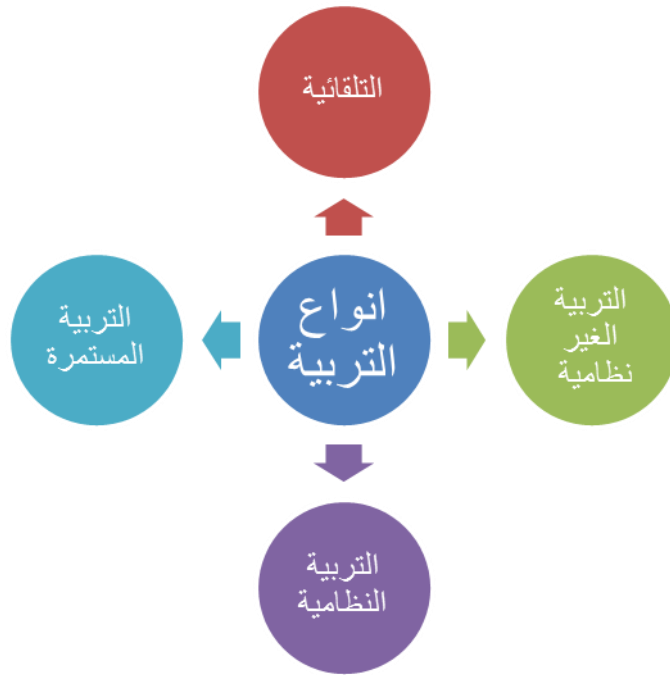 التلقائية
انواع
التربية
التربية
الغير
نظامية
التربية
المستمرة
التربية
النظامية